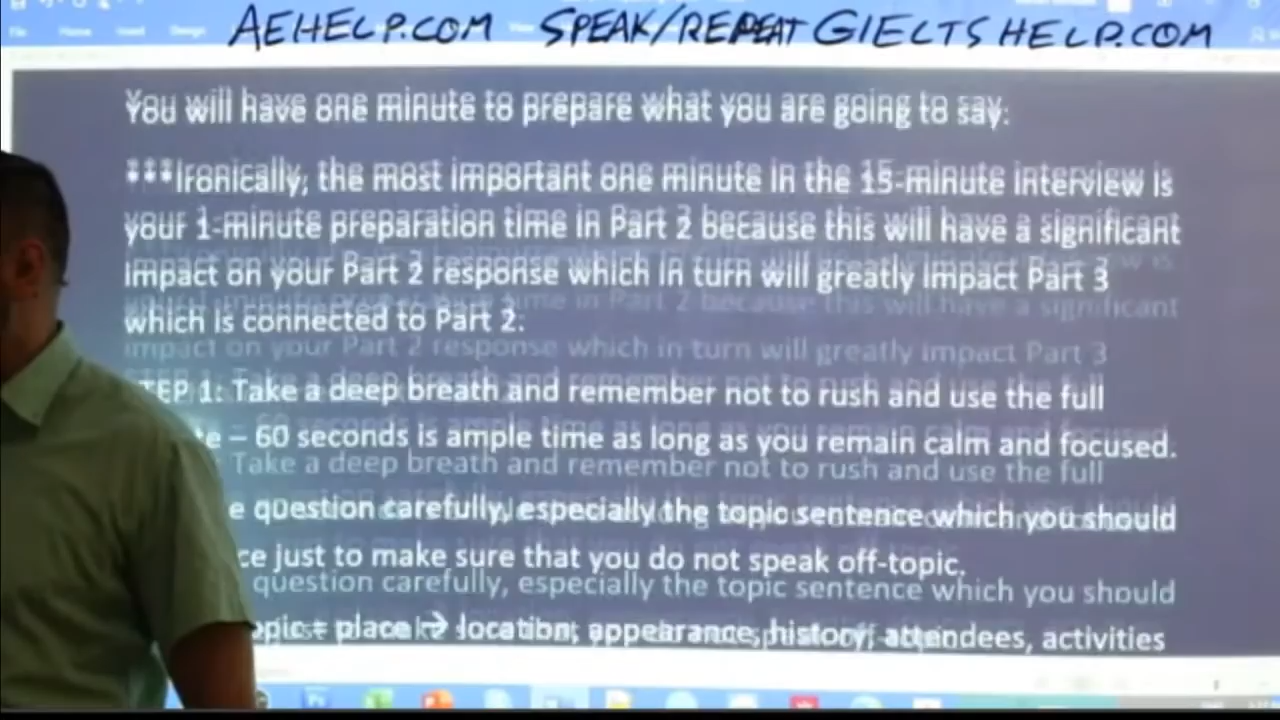 AEHELP.COM SPEAK/REPEAT GIELTSHELP.COM
You will have one minute to prepare what you are going to say:
***Ironically, the most important one minute in the 15-minute interview is
your 1-minute preparation time in Part 2 because this will have a significant
impact on your Part 2 response which in turn will greatly impact Part 3
which is connected to Part 2:
TEP 1: Take a deep breath and remember not to rush and use the full
te – 60 seconds is ample time as long as you remain calm and focused.
e question carefully, especially the topic sentence which you should
ce just to make sure that you do not speak off-topic.
opic = place → location, appearance, history, attendees, activities